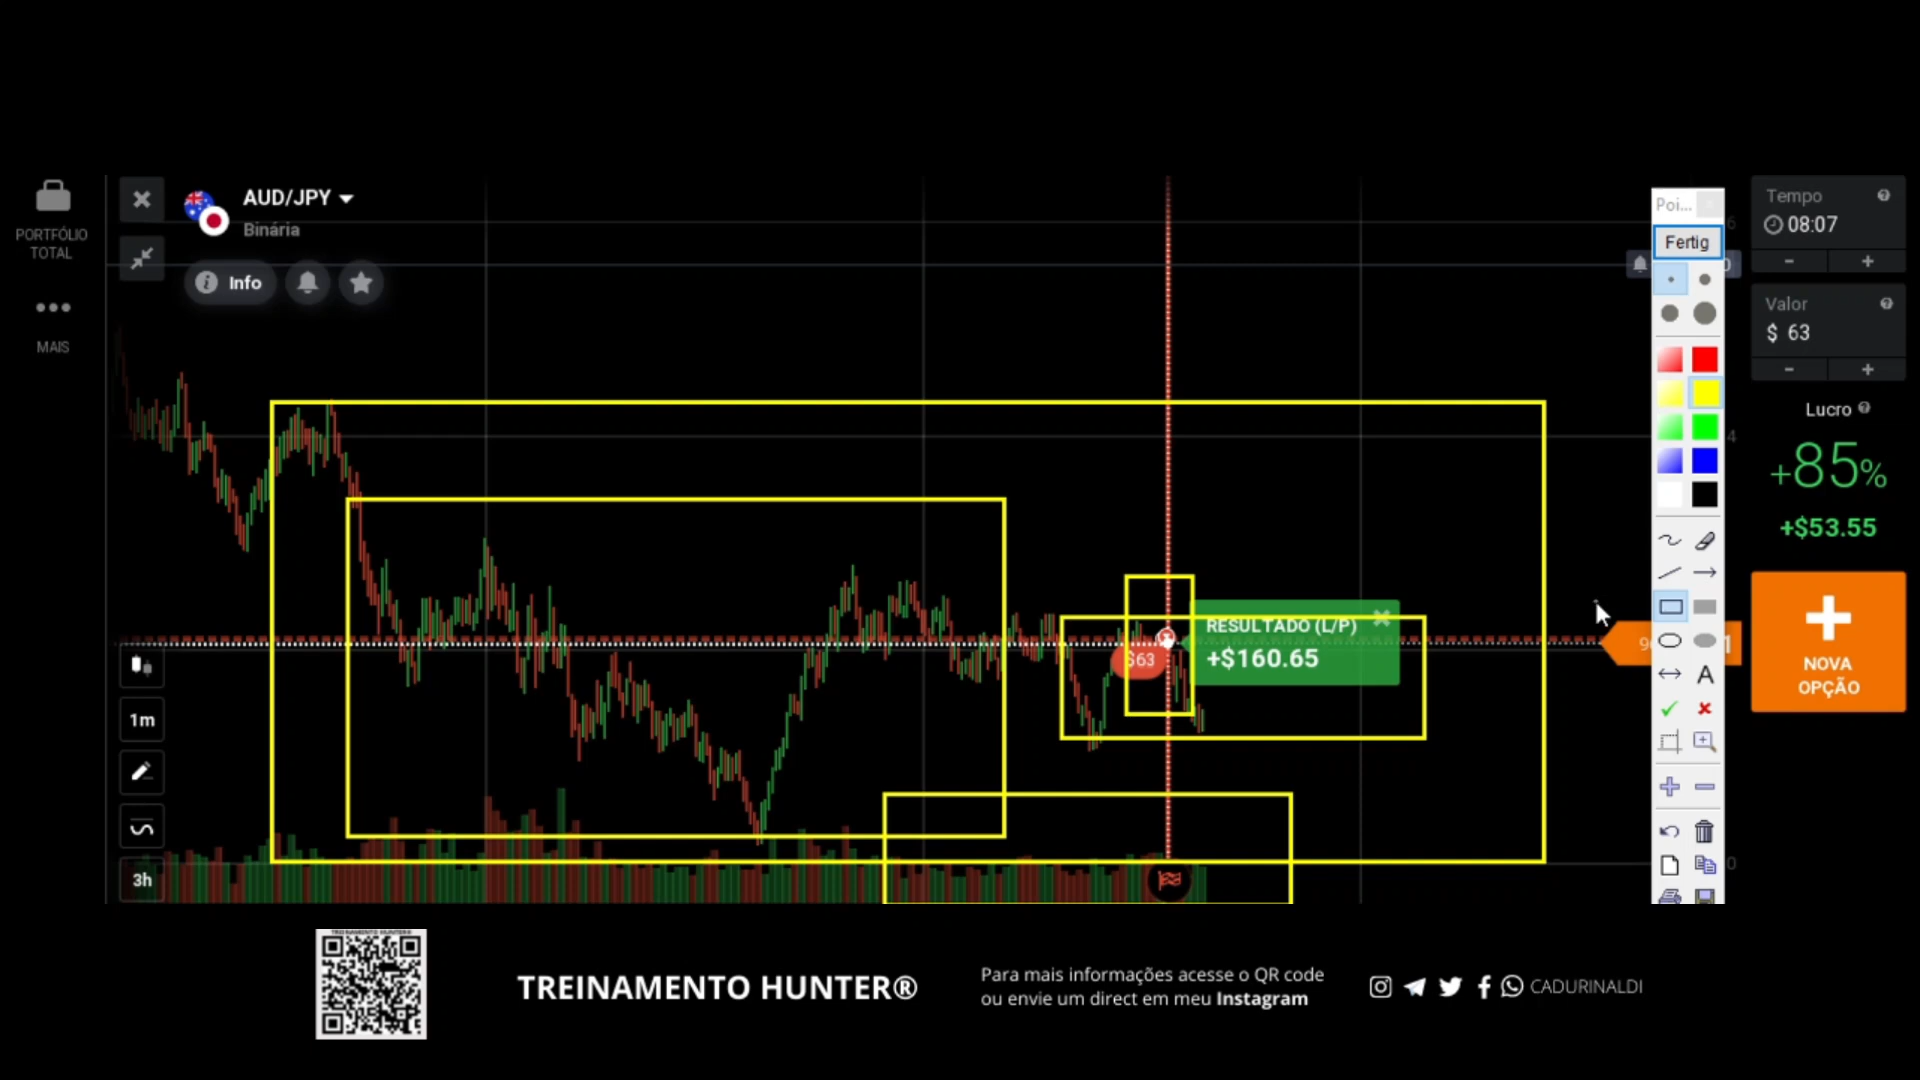 PORTFÓLIO
TOTAL
MAIS
AUD/JPY
Binária
Info
1m
3h
$63
RESULTADO (L/P)
+$160.65
Poi...
Fertig
A
Tempo
08:07
Valor
$ 63
Lucro
+85%
+$53.55
NOVA
OPÇÃO
TREINAMENTO HUNTER®
Para mais informações acesse o QR code
ou envie um direct em meu Instagram
CADURINALDI